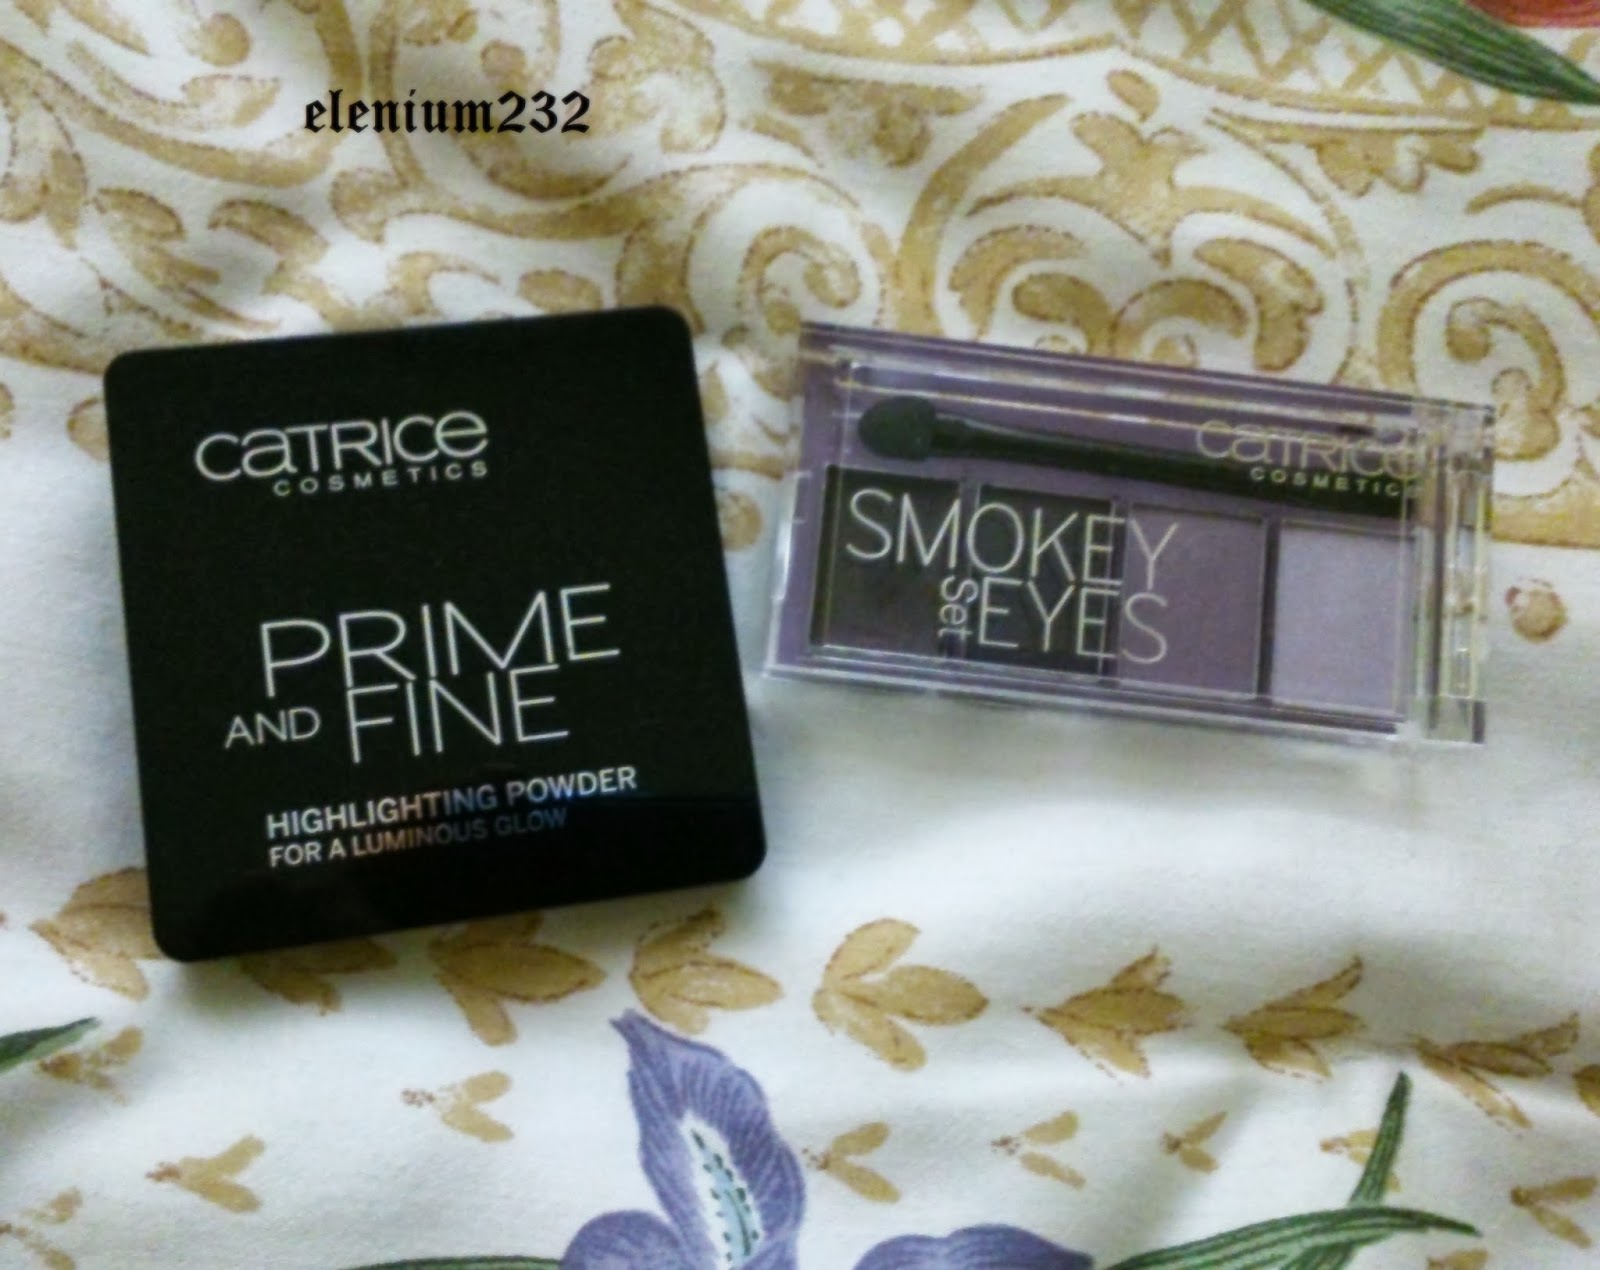 elenium232
CATRICE
COSMETICS
PRIME
AND FINE
HIGHLIGHTING POWDER
FOR A LUMINOUS GLOW
CATRICE
COSMETICS
SMOKEY
Set EYES